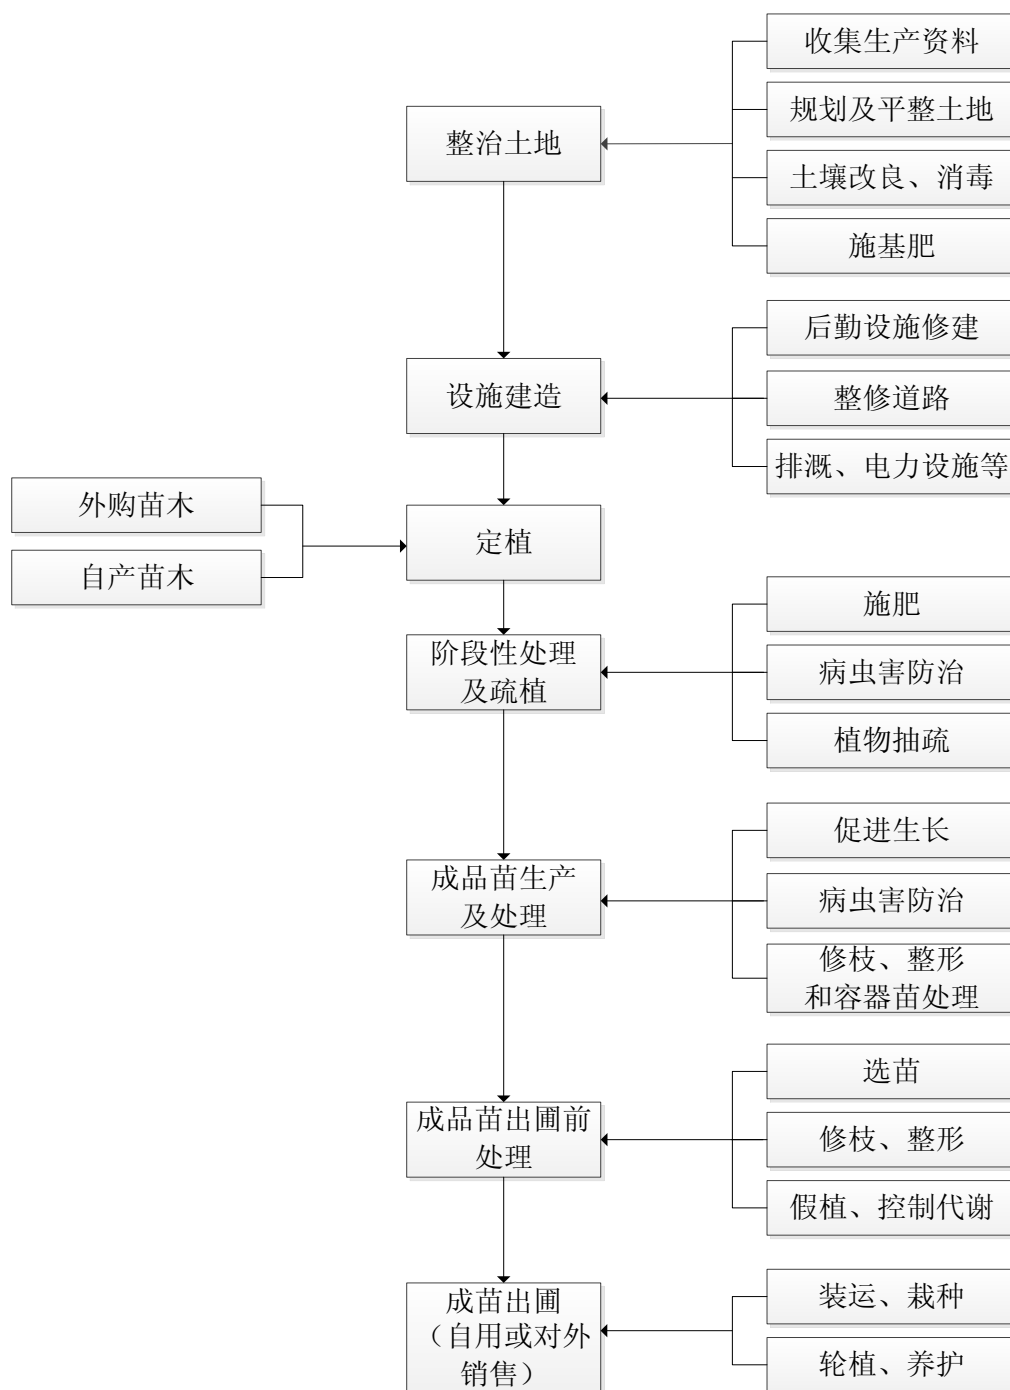 收集生产资料
规划及平整土地
整治土地
土壤改良、消毒
施基肥
后勤设施修建
设施建造
整修道路
排溉、电力设施等
外购苗木
定植
自产苗木
施肥
阶段性处理
及疏植
病虫害防治
植物抽疏
促进生长
成品苗生产
及处理
病虫害防治
修枝、整形
和容器苗处理
选苗
成品苗出圃前
处理
修枝、整形
假植、控制代谢
成苗出圃
（自用或对外
销售）
装运、栽种
轮植、养护